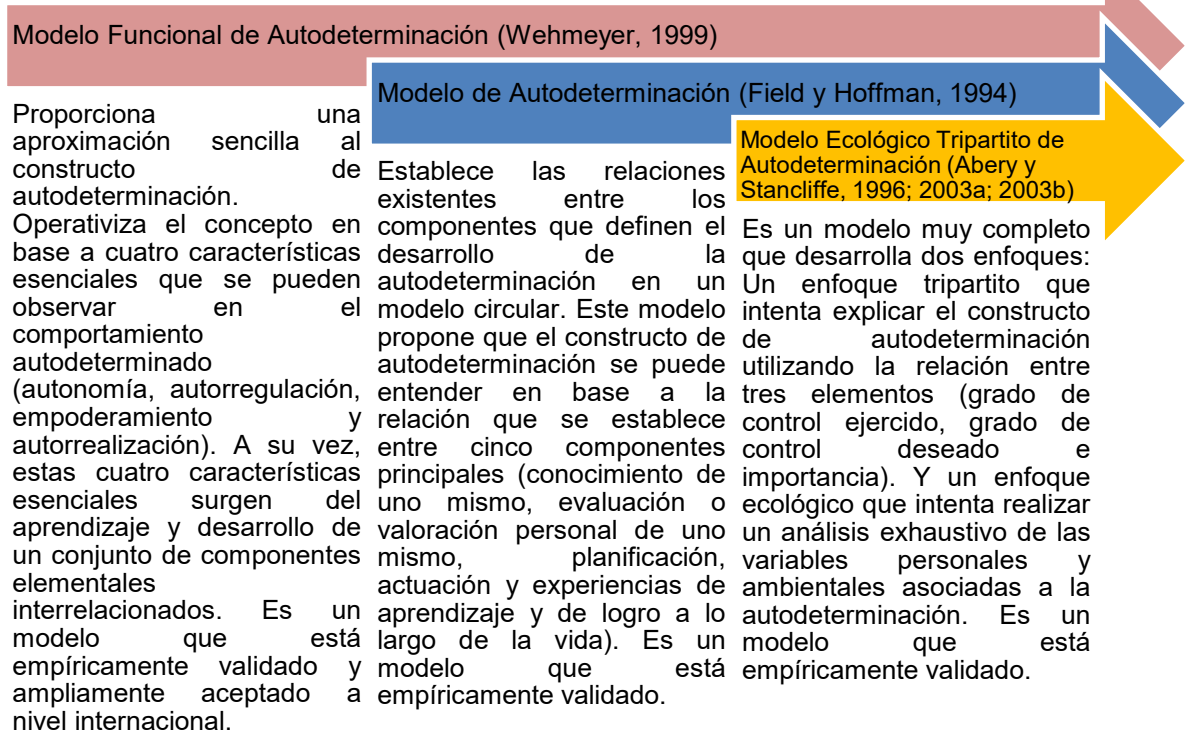 Modelo Funcional de Autodeterminación (Wehmeyer, 1999)
Proporciona una
aproximación sencilla al
constructo de
autodeterminación.
Operativiza el concepto en
base a cuatro características
esenciales que se pueden
observar en el
comportamiento
autodeterminado
(autonomía, autorregulación,
empoderamiento y
autorrealización). A su vez,
estas cuatro características
esenciales surgen del
aprendizaje y desarrollo de
un conjunto de componentes
elementales
interrelacionados. Es un
modelo que está
empíricamente validado y
ampliamente aceptado a
nivel internacional.
Modelo de Autodeterminación (Field y Hoffman, 1994)
Establece las relaciones
existentes entre los
componentes que definen el
desarrollo de la
autodeterminación en un
modelo circular. Este modelo
propone que el constructo de
autodeterminación se puede
entender en base a la
relación que se establece
entre cinco componentes
principales (conocimiento de
uno mismo, evaluación o
valoración personal de uno
mismo, planificación,
actuación y experiencias de
aprendizaje y de logro a lo
largo de la vida). Es un
modelo que está
empíricamente validado.
Modelo Ecológico Tripartito de
Autodeterminación (Abery y
Stancliffe, 1996; 2003a; 2003b)
Es un modelo muy completo
que desarrolla dos enfoques:
Un enfoque tripartito que
intenta explicar el constructo
de autodeterminación
utilizando la relación entre
tres elementos (grado de
control ejercido, grado de
control deseado e
importancia). Y un enfoque
ecológico que intenta realizar
un análisis exhaustivo de las
variables personales y
ambientales asociadas a la
autodeterminación. Es un
modelo que está
empíricamente validado.